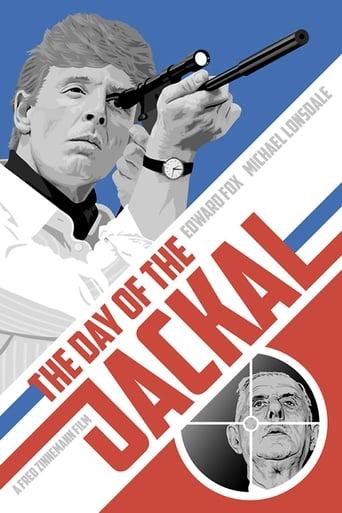 EDWARD FOX MICHAEL LONSDALE
THE DAY OF THE
JACKAL
A FRED ZINNEMANN FILM